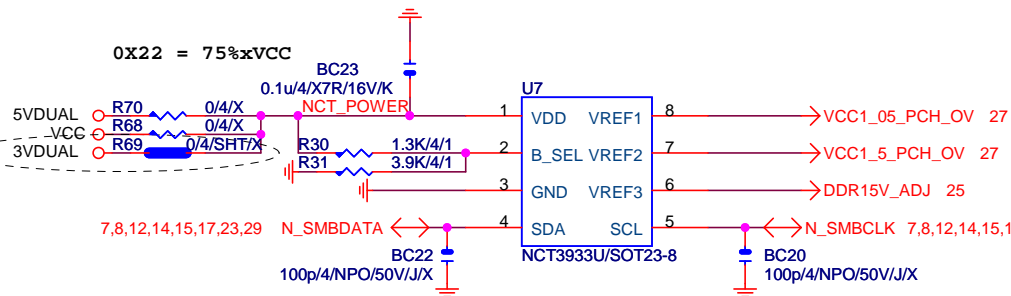 0X22 = 75%xVCC
BC23
0.1u/4/X7R/16V/K
NCT_POWER
U7
5VDUAL R70 0/4/X
VCC R68 0/4/X
3VDUAL R69 0/4/SHT/X
R30 1.3K/4/1
R31 3.9K/4/1
1 VDD VREF1 8 VCC1_05_PCH_OV 27
2 B_SEL VREF2 7 VCC1_5_PCH_OV 27
3 GND VREF3 6 DDR15V_ADJ 25
7,8,12,14,15,17,23,29 N_SMBDATA 4 SDA SCL 5 N_SMBCLK 7,8,12,14,15,1
NCT3933U/SOT23-8
BC22
100p/4/NPO/50V/J/X
BC20
100p/4/NPO/50V/J/X